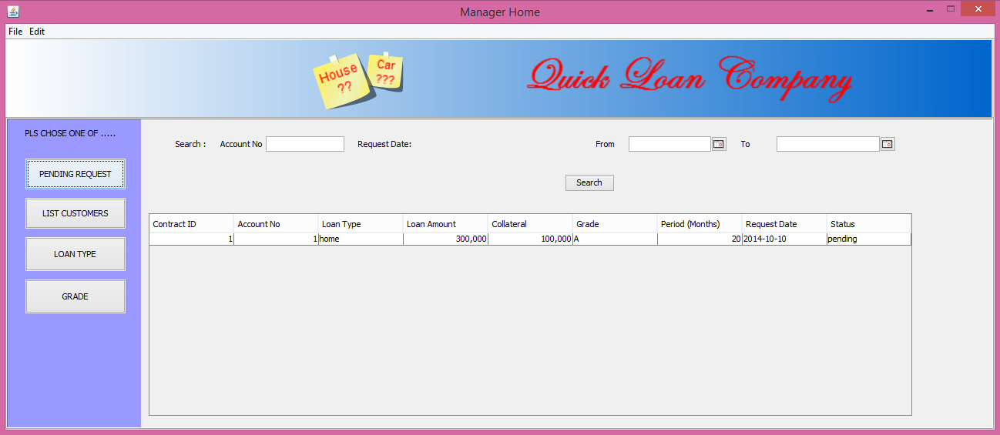 Manager Home
File Edit
House
??
Car
???
Quick Loan Company
PLS CHOSE ONE OF .....
PENDING REQUEST
LIST CUSTOMERS
LOAN TYPE
GRADE
Search : Account No Request Date: From To
Search
Contract ID Account No Loan Type Loan Amount Collateral Grade Period (Months) Request Date Status
1 1 home 300,000 100,000 A 20 2014-10-10 pending